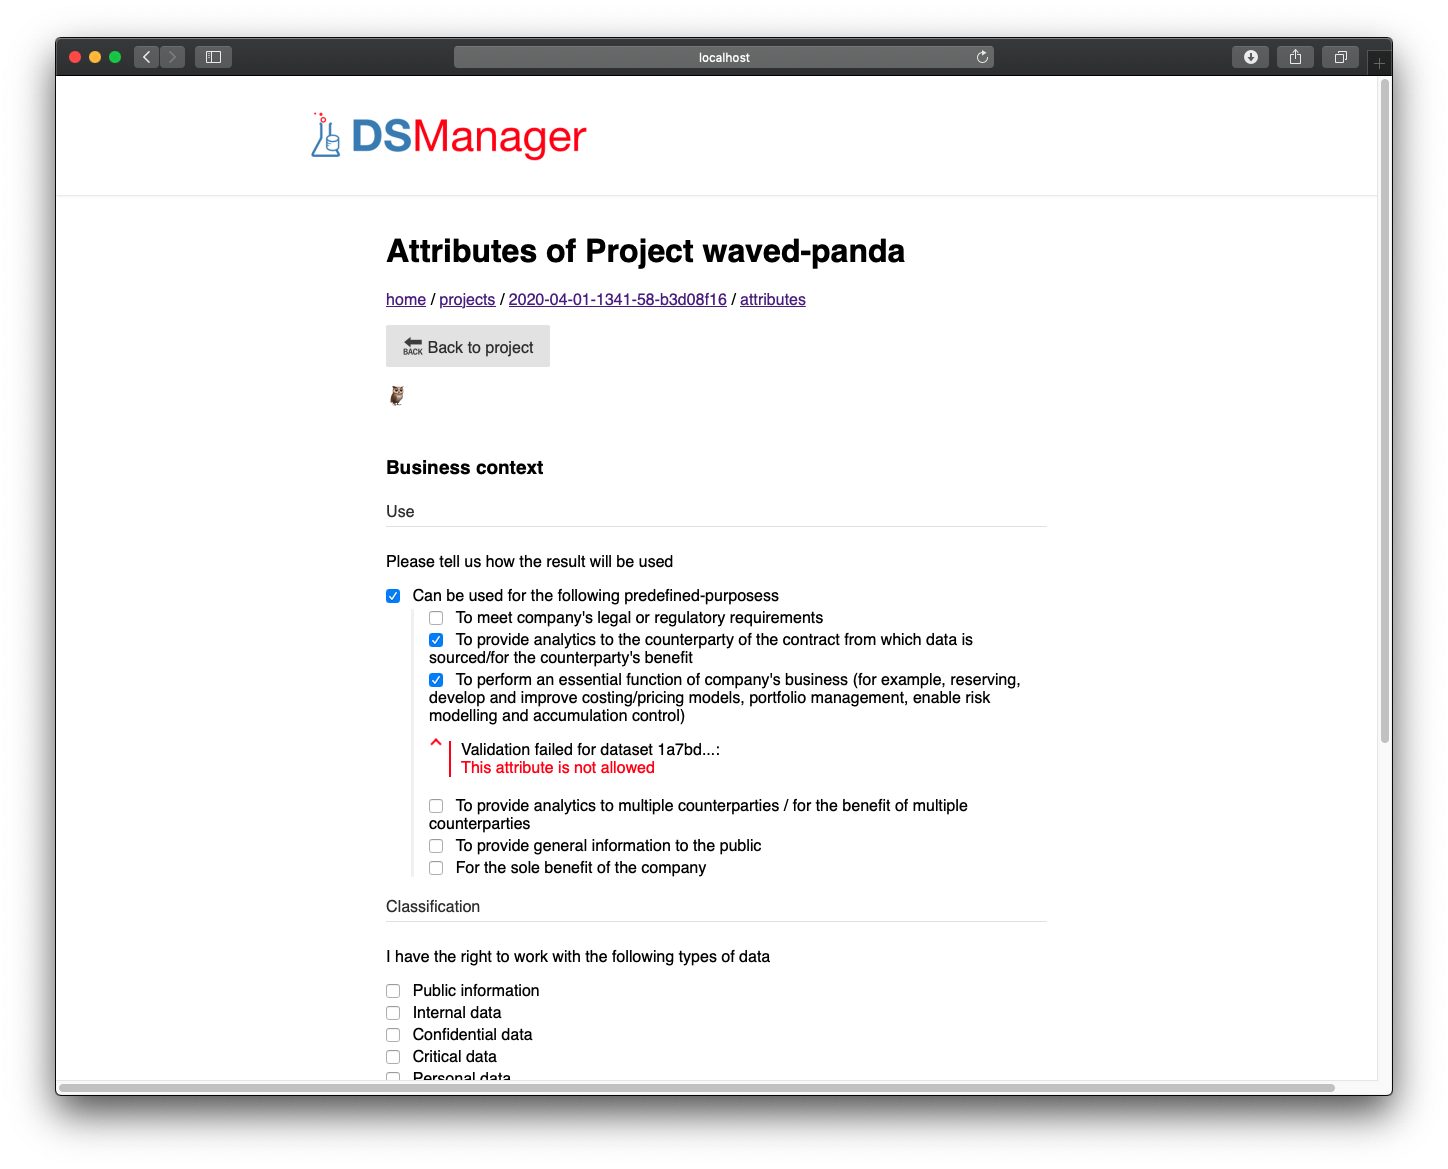 localhost
DSManager
Attributes of Project waved-panda
home / projects / 2020-04-01-1341-58-b3d08f16 / attributes
BACK Back to project
Business context
Use
Please tell us how the result will be used
Can be used for the following predefined-purposess
To meet company's legal or regulatory requirements
To provide analytics to the counterparty of the contract from which data is
sourced/for the counterparty's benefit
To perform an essential function of company's business (for example, reserving,
develop and improve costing/pricing models, portfolio management, enable risk
modelling and accumulation control)
Validation failed for dataset 1a7bd...:
This attribute is not allowed
To provide analytics to multiple counterparties / for the benefit of multiple
counterparties
To provide general information to the public
For the sole benefit of the company
Classification
I have the right to work with the following types of data
Public information
Internal data
Confidential data
Critical data
Personal data